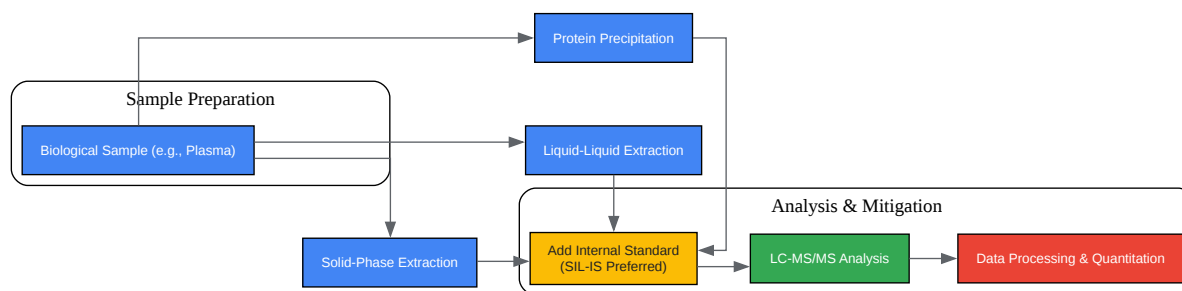 Protein Precipitation
Sample Preparation
Biological Sample (e.g., Plasma)
Liquid-Liquid Extraction
Analysis & Mitigation
Solid-Phase Extraction
Add Internal Standard
(SIL-IS Preferred)
LC-MS/MS Analysis
Data Processing & Quantitation